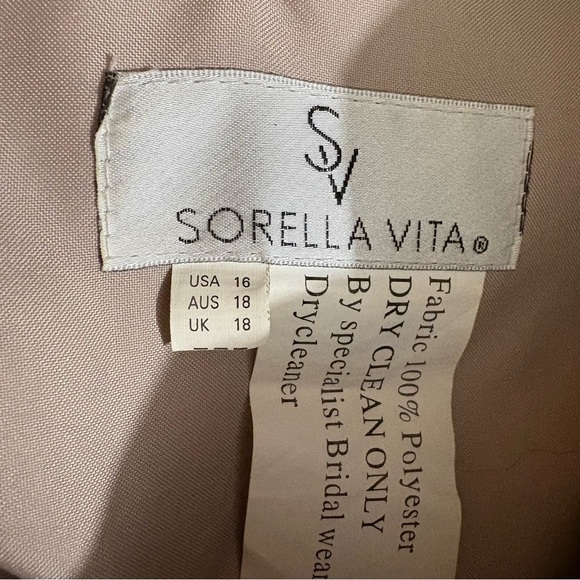 SV
SORELLA VITA®
USA 16
AUS 18
UK 18
Fabric 100% Polyester
DRY CLEAN ONLY
By specialist Bridal wear
Drycleaner